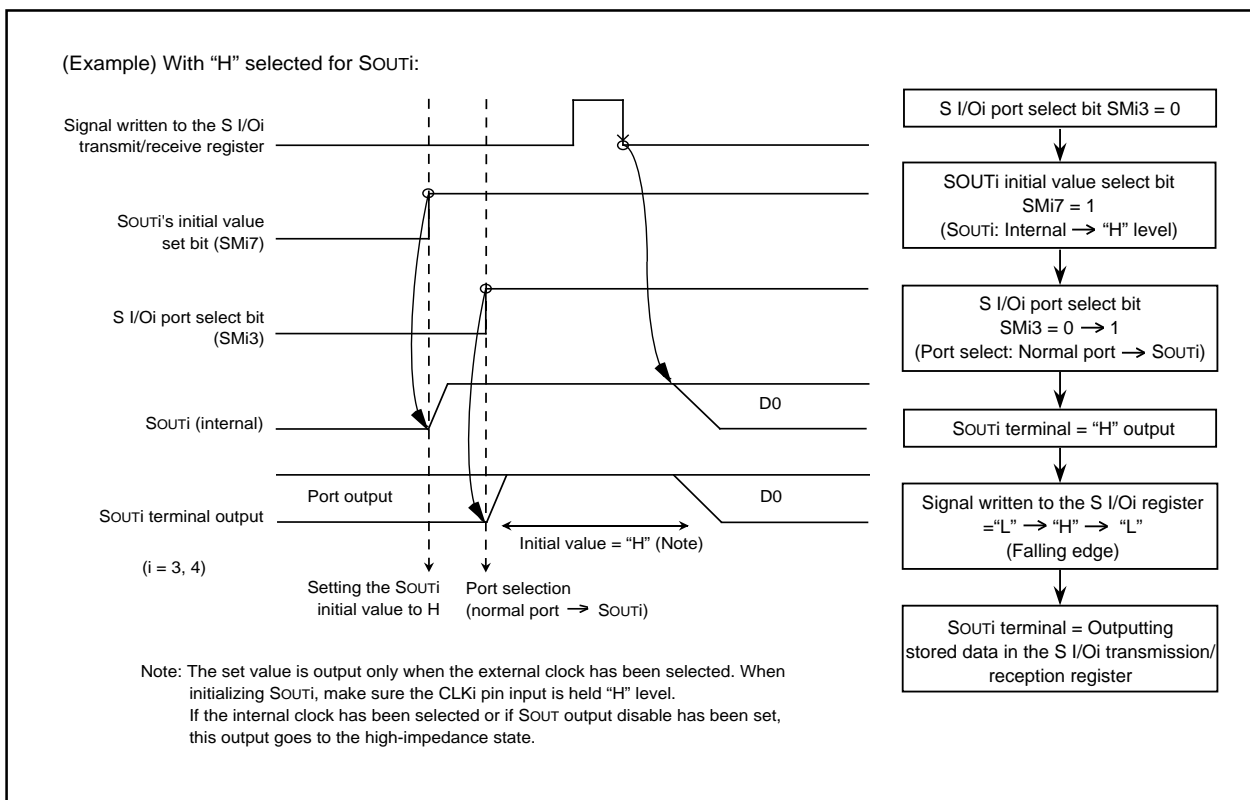 (Example) With “H” selected for SOUTi:
Signal written to the S I/Oi
transmit/receive register
SOUTi's initial value
set bit (SMi7)
S I/Oi port select bit
(SMi3)
SOUTi (internal)
D0
Port output
D0
SOUTi terminal output
Initial value = “H” (Note)
(i = 3, 4)
Setting the SOUTi
initial value to H
Port selection
(normal port → SOUTi)
Note: The set value is output only when the external clock has been selected. When
initializing SOUTi, make sure the CLKi pin input is held “H” level.
If the internal clock has been selected or if SOUT output disable has been set,
this output goes to the high-impedance state.
S I/Oi port select bit SMi3 = 0
SOUTi initial value select bit
SMi7 = 1
(SOUTi: Internal → “H” level)
S I/Oi port select bit
SMi3 = 0 → 1
(Port select: Normal port → SOUTi)
SOUTi terminal = “H” output
Signal written to the S I/Oi register
=“L” → “H” → “L”
(Falling edge)
SOUTi terminal = Outputting
stored data in the S I/Oi transmission/
reception register